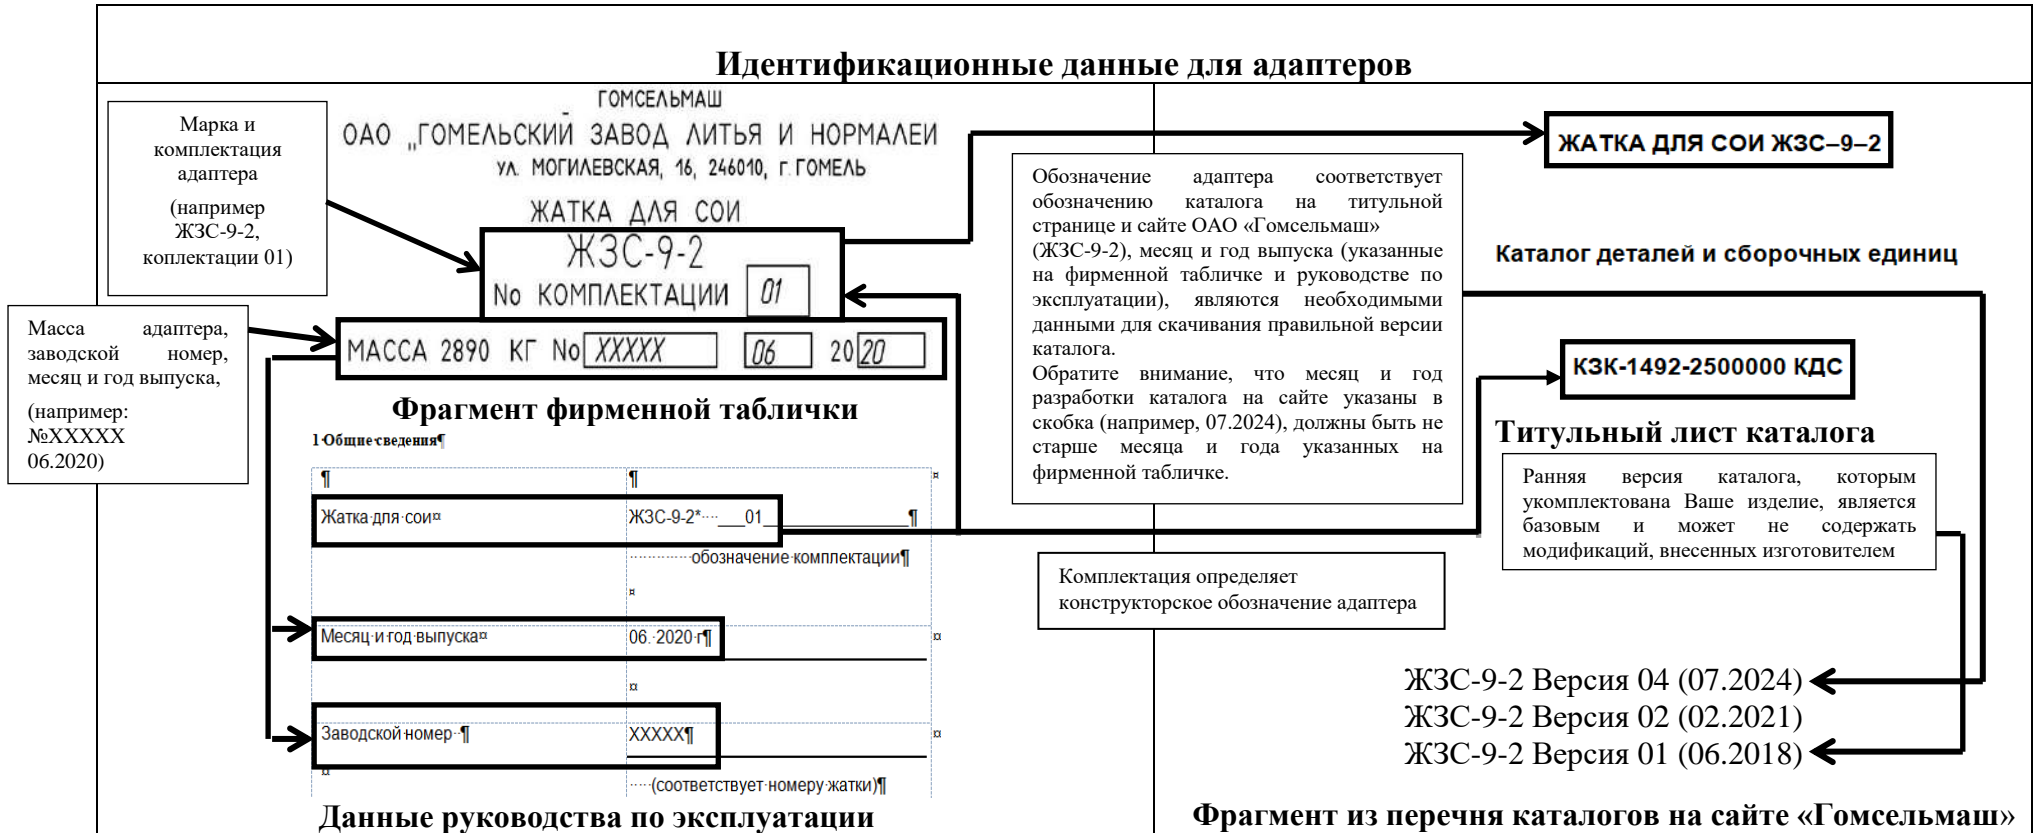 Идентификационные данные для адаптеров
Марка и
комплектация
адаптера
(например
ЖЗС-9-2,
коплектации 01)
ГОМСЕЛЬМАШ
ОАО „ГОМЕЛЬСКИЙ ЗАВОД ЛИТЬЯ И НОРМАЛЕЙ
ул. МОГИЛЕВСКАЯ, 16, 246010, г. ГОМЕЛЬ
ЖАТКА ДЛЯ СОИ
ЖЗС-9-2
No КОМПЛЕКТАЦИИ 01
МАССА 2890 КГ No XXXXX 06 20 20
Масса адаптера,
заводской номер,
месяц и год выпуска,
(например:
№XXXXX
06.2020)
Фрагмент фирменной таблички
1·Общие·сведения¶
¶ ¶ ¤
Жатка·для·сои¤ ЖЗС-9-2*····___01____________________¶
·············обозначение·комплектации¶
¤
Месяц·и·год·выпуска¤ 06.·2020·г¶ ¤
¤
Заводской·номер··¶ XXXXX¶ ¤
¤ ····(соответствует·номеру·жатки)¶
Данные руководства по эксплуатации
Обозначение адаптера соответствует
обозначению каталога на титульной
странице и сайте ОАО «Гомсельмаш»
(ЖЗС-9-2), месяц и год выпуска (указанные
на фирменной табличке и руководстве по
эксплуатации), являются необходимыми
данными для скачивания правильной версии
каталога.
Обратите внимание, что месяц и год
разработки каталога на сайте указаны в
скобка (например, 07.2024), должны быть не
старше месяца и года указанных на
фирменной табличке.
Комплектация определяет
конструкторское обозначение адаптера
ЖАТКА ДЛЯ СОИ ЖЗС–9–2
Каталог деталей и сборочных единиц
КЗК-1492-2500000 КДС
Титульный лист каталога
Ранняя версия каталога, которым
укомплектована Ваше изделие, является
базовым и может не содержать
модификаций, внесенных изготовителем
ЖЗС-9-2 Версия 04 (07.2024)
ЖЗС-9-2 Версия 02 (02.2021)
ЖЗС-9-2 Версия 01 (06.2018)
Фрагмент из перечня каталогов на сайте «Гомсельмаш»